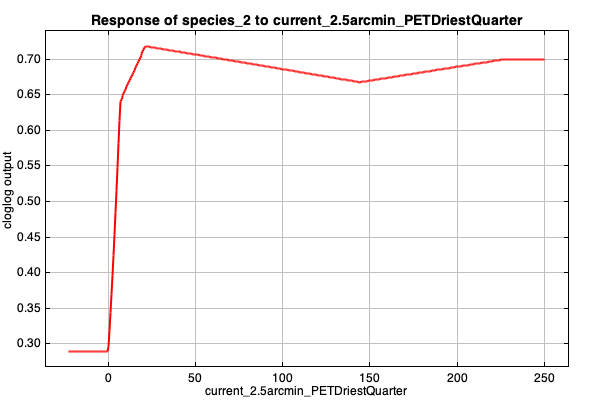 Response of species_2 to current_2.5arcmin_PETDriestQuarter
cloglog output
0.70
0.65
0.60
0.55
0.50
0.45
0.40
0.35
0.30
0 50 100 150 200 250
current_2.5arcmin_PETDriestQuarter